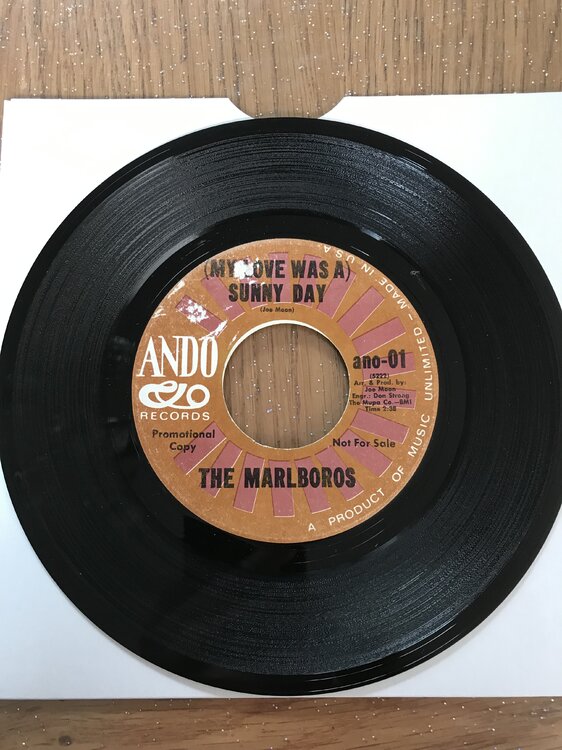 (MY LOVE WAS A)
SUNNY DAY
(Joe Moon)
ANDO
RECORDS
ano-01
(5222)
Arr. & Prod. by:
Joe Moon
Engr.: Don Strong
The Mupa Co.—BMI
Time 2:38
Promotional
Copy
Not For Sale
THE MARLBOROS
A PRODUCT OF MUSIC UNLIMITED – MADE IN U.S.A.